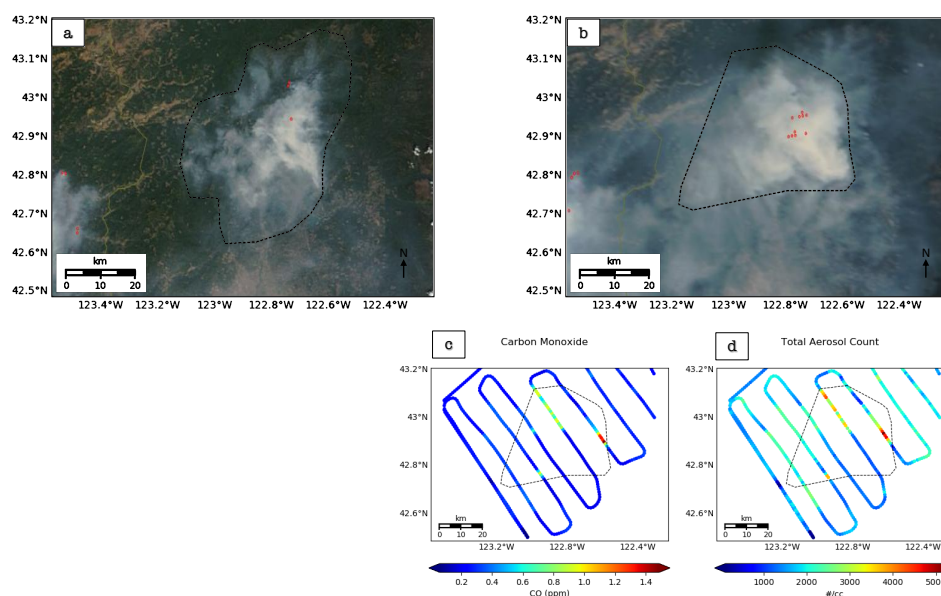 43.2°N
a
43.1°N
43°N
42.9°N
42.8°N
42.7°N
42.6°N
42.5°N
km
0 10 20
N
123.4°W 123.2°W 123°W 122.8°W 122.6°W 122.4°W
43.2°N
b
43.1°N
43°N
42.9°N
42.8°N
42.7°N
42.6°N
42.5°N
km
0 10 20
N
123.4°W 123.2°W 123°W 122.8°W 122.6°W 122.4°W
c
Carbon Monoxide
43.2°N
43°N
42.8°N
42.6°N
km
0 10 20
123.2°W 122.8°W 122.4°W
0.2 0.6 1.0 1.4
CO (ppm)
d
Total Aerosol Count
43.2°N
43°N
42.8°N
42.6°N
km
0 10 20
123.2°W 122.8°W 122.4°W
1000 2000 3000 4000 500
#/cc